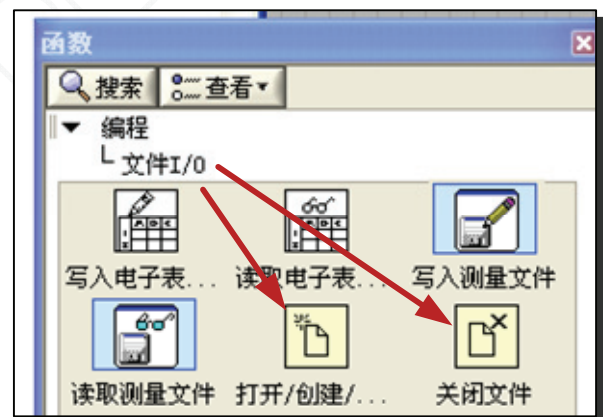 函数
搜索 查看
编程
文件I/O
写入电子表... 读取电子表... 写入测量文件
读取测量文件 打开/创建/... 关闭文件